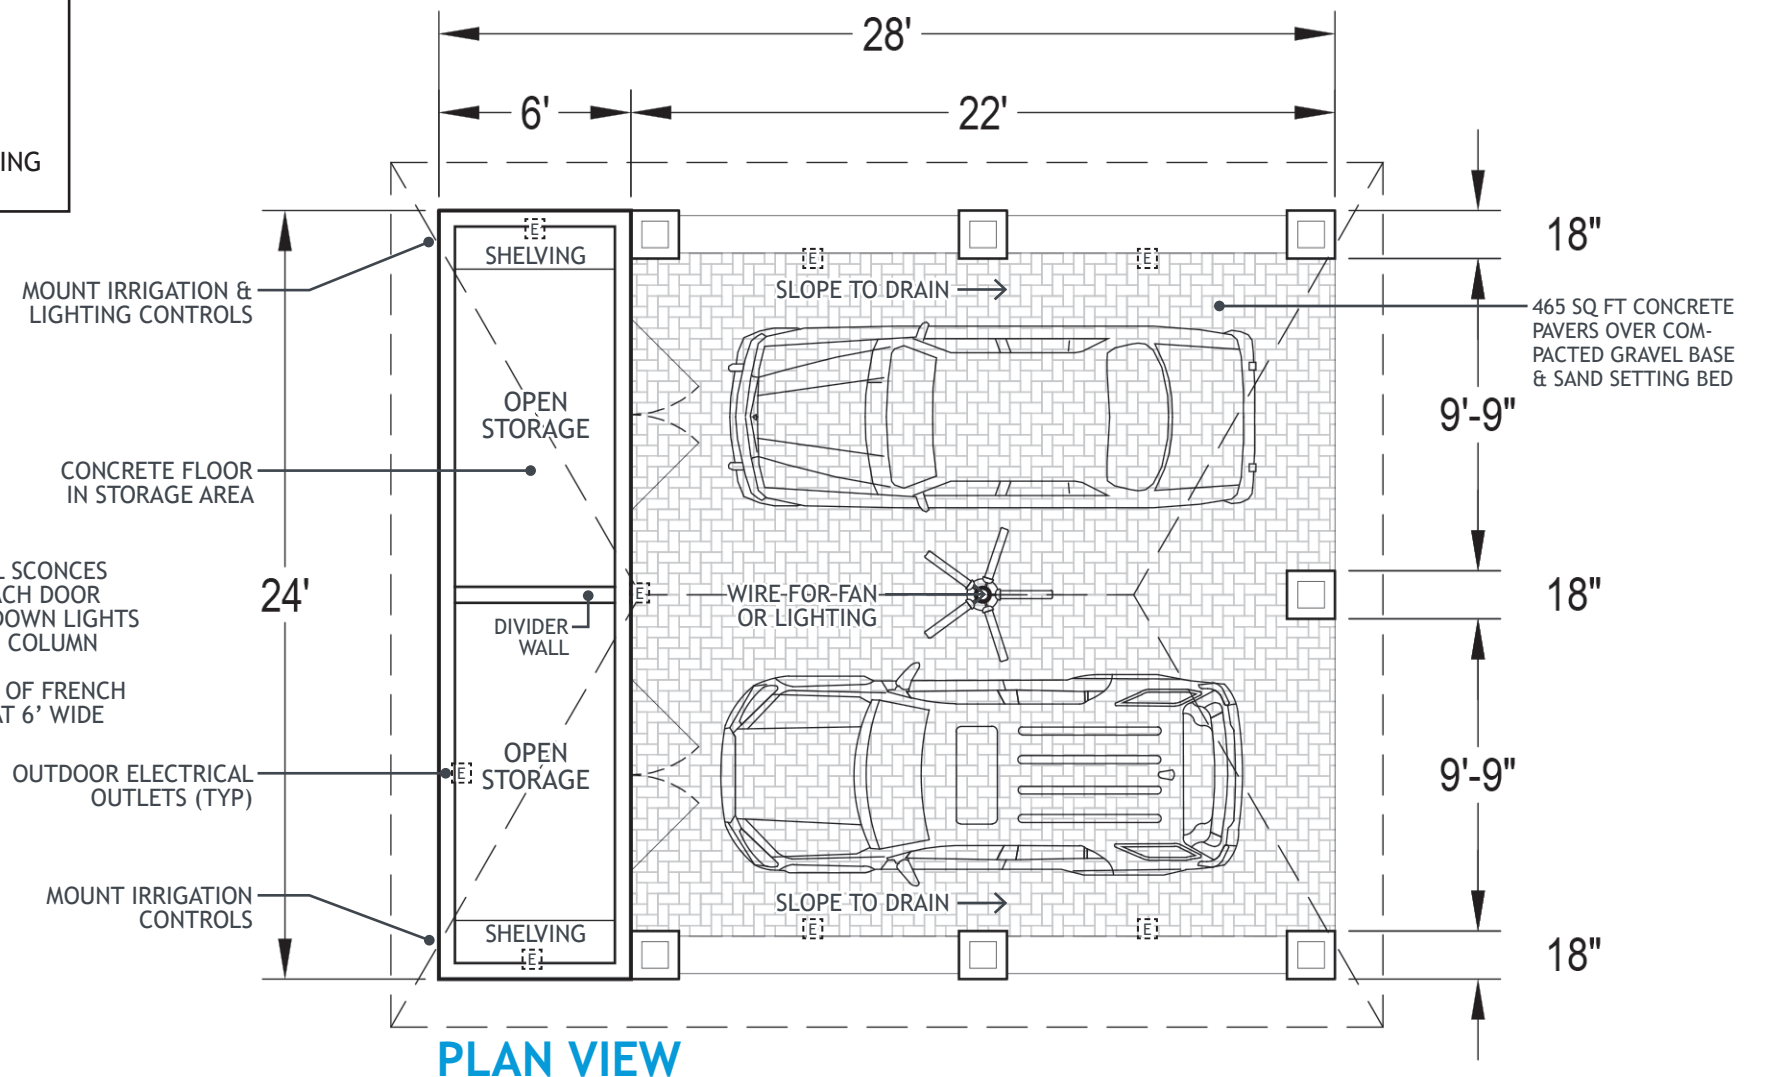 28'
6'
22'
ING
18"
E
SHELVING
E
E
SLOPE TO DRAIN
MOUNT IRRIGATION &
LIGHTING CONTROLS
465 SQ FT CONCRETE
PAVERS OVER COM-
PACTED GRAVEL BASE
& SAND SETTING BED
OPEN
STORAGE
9'-9"
CONCRETE FLOOR
IN STORAGE AREA
SCONCES
ACH DOOR
DOWN LIGHTS
COLUMN
24'
E
WIRE FOR FAN
OR LIGHTING
18"
DIVIDER
WALL
OF FRENCH
AT 6' WIDE
OPEN
STORAGE
E
OUTDOOR ELECTRICAL
OUTLETS (TYP)
9'-9"
MOUNT IRRIGATION
CONTROLS
SLOPE TO DRAIN
E
E
SHELVING
E
18"
PLAN VIEW